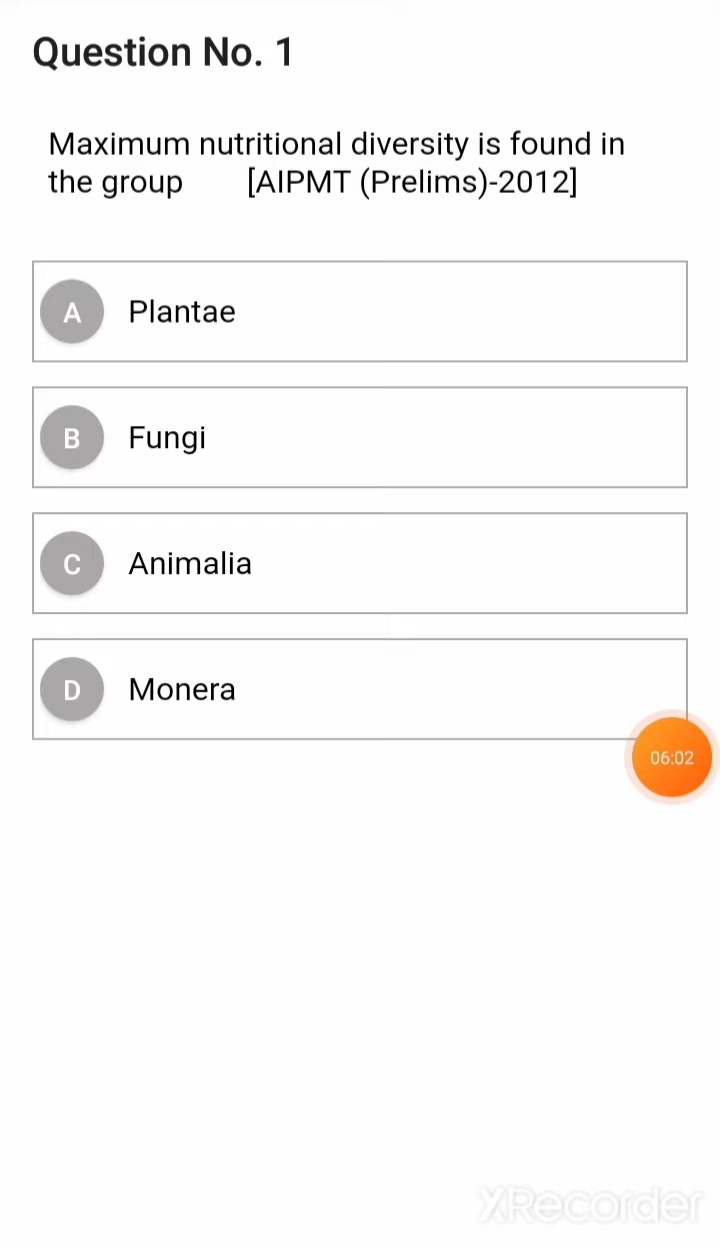 Question No. 1
Maximum nutritional diversity is found in
the group [AIPMT (Prelims)-2012]
A Plantae
B Fungi
C Animalia
D Monera
06:02
XRecorder